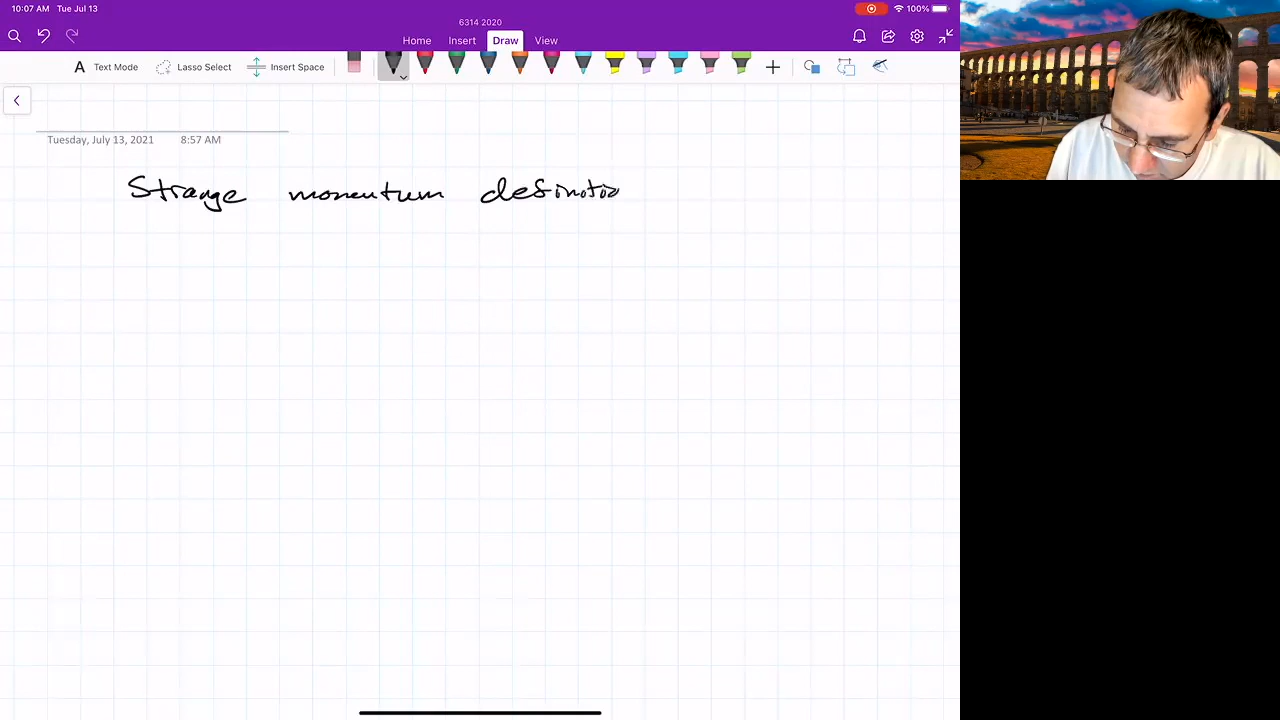 10:07 AM Tue Jul 13
100%
6314 2020
Home Insert Draw View
A Text Mode Lasso Select Insert Space
Tuesday, July 13, 2021 8:57 AM
Strange momentum definitio